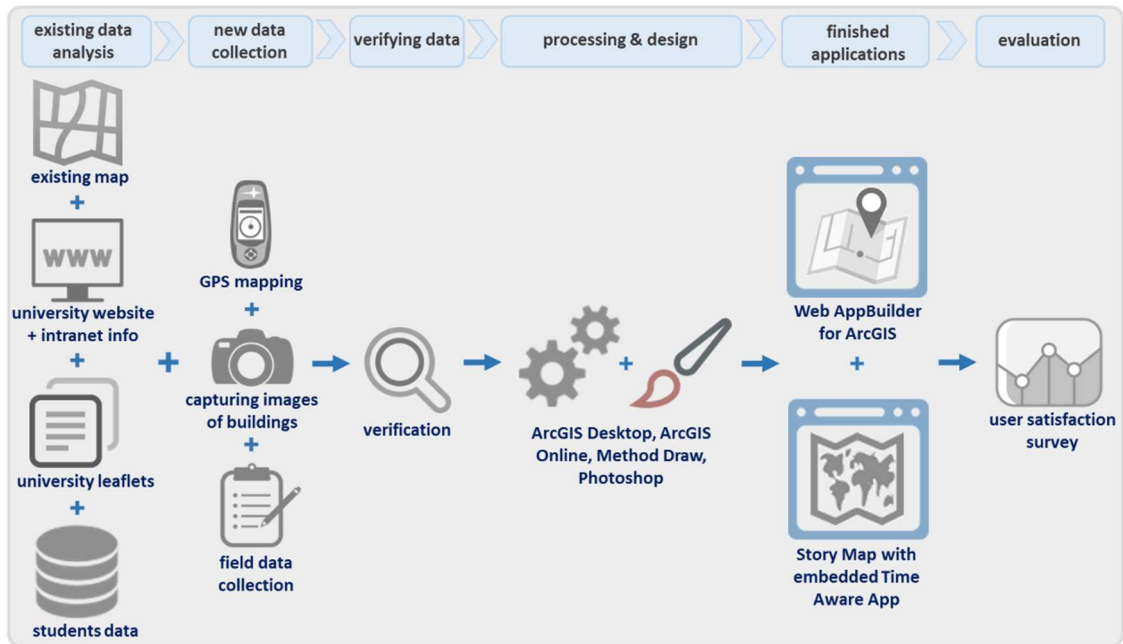 existing data
analysis
new data
collection
verifying data
processing & design
finished
applications
evaluation
existing map
+
WWW
university website
+ intranet info
+
university leaflets
+
students data
+
GPS mapping
+
capturing images
of buildings
+
field data
collection
verification
+
ArcGIS Desktop, ArcGIS
Online, Method Draw,
Photoshop
Web AppBuilder
for ArcGIS
+
Story Map with
embedded Time
Aware App
user satisfaction
survey